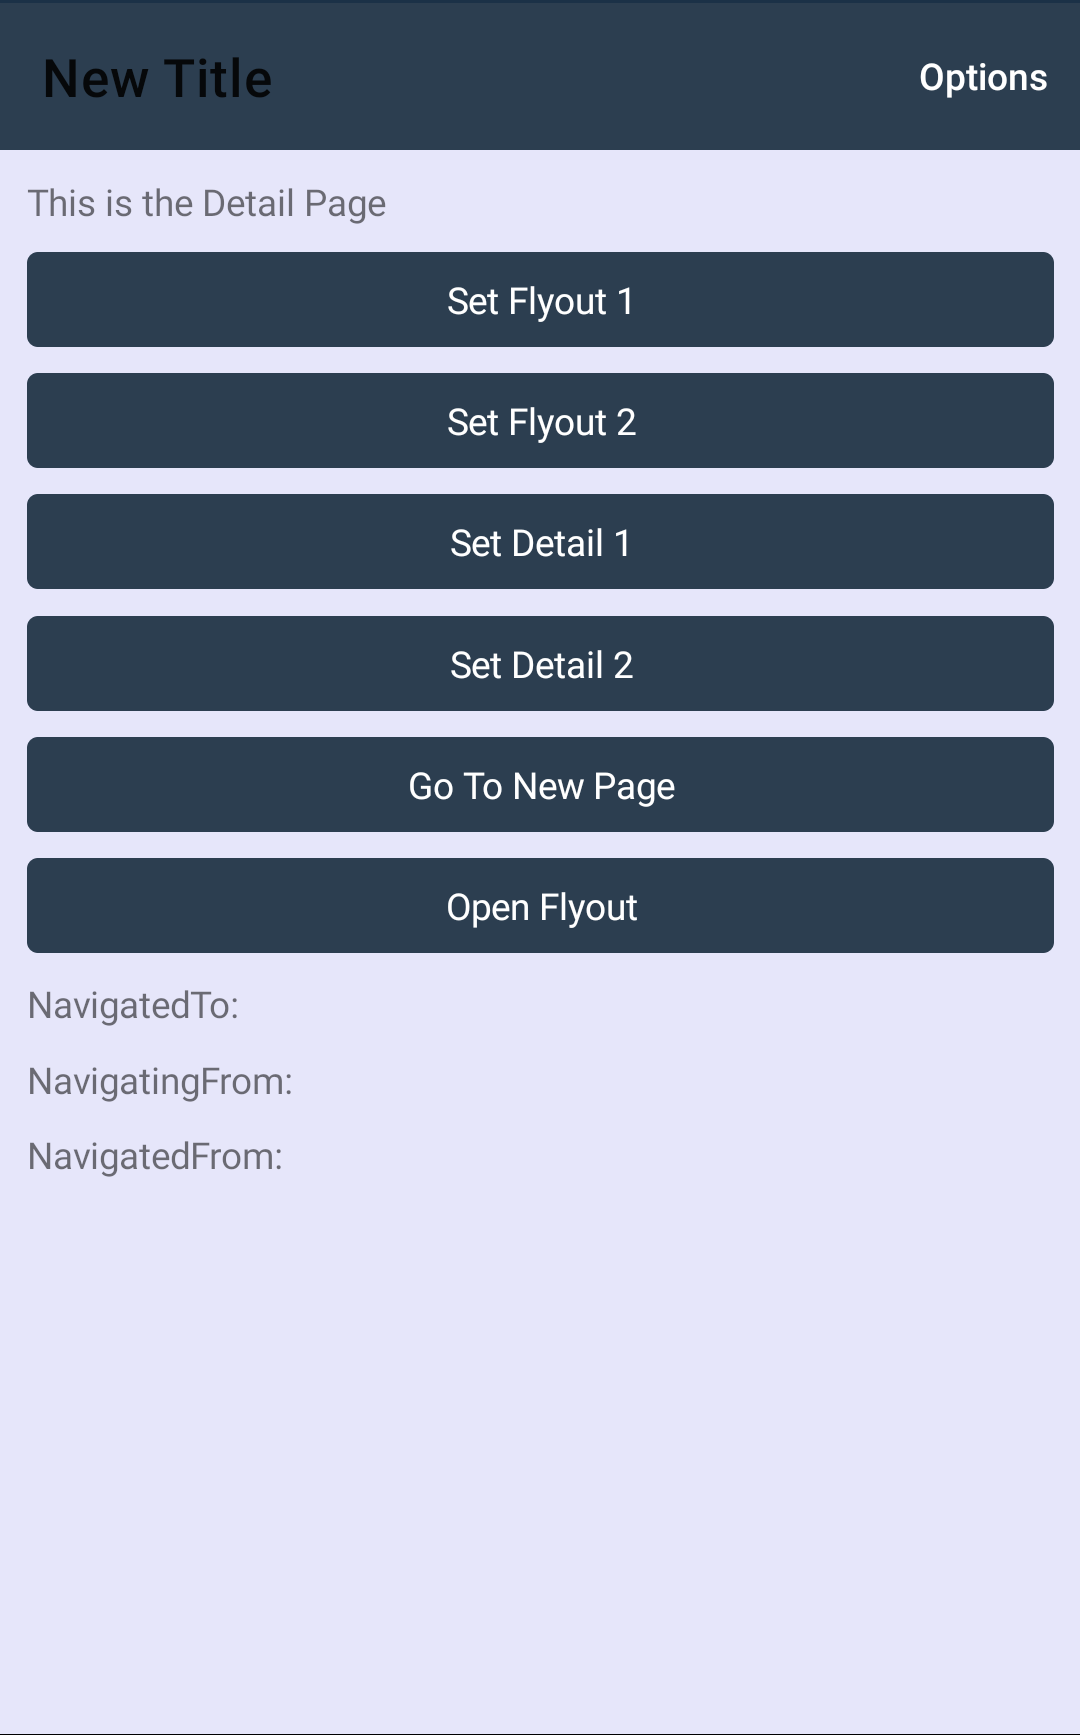 New Title
Options
This is the Detail Page
Set Flyout 1
Set Flyout 2
Set Detail 1
Set Detail 2
Go To New Page
Open Flyout
NavigatedTo:
NavigatingFrom:
NavigatedFrom: